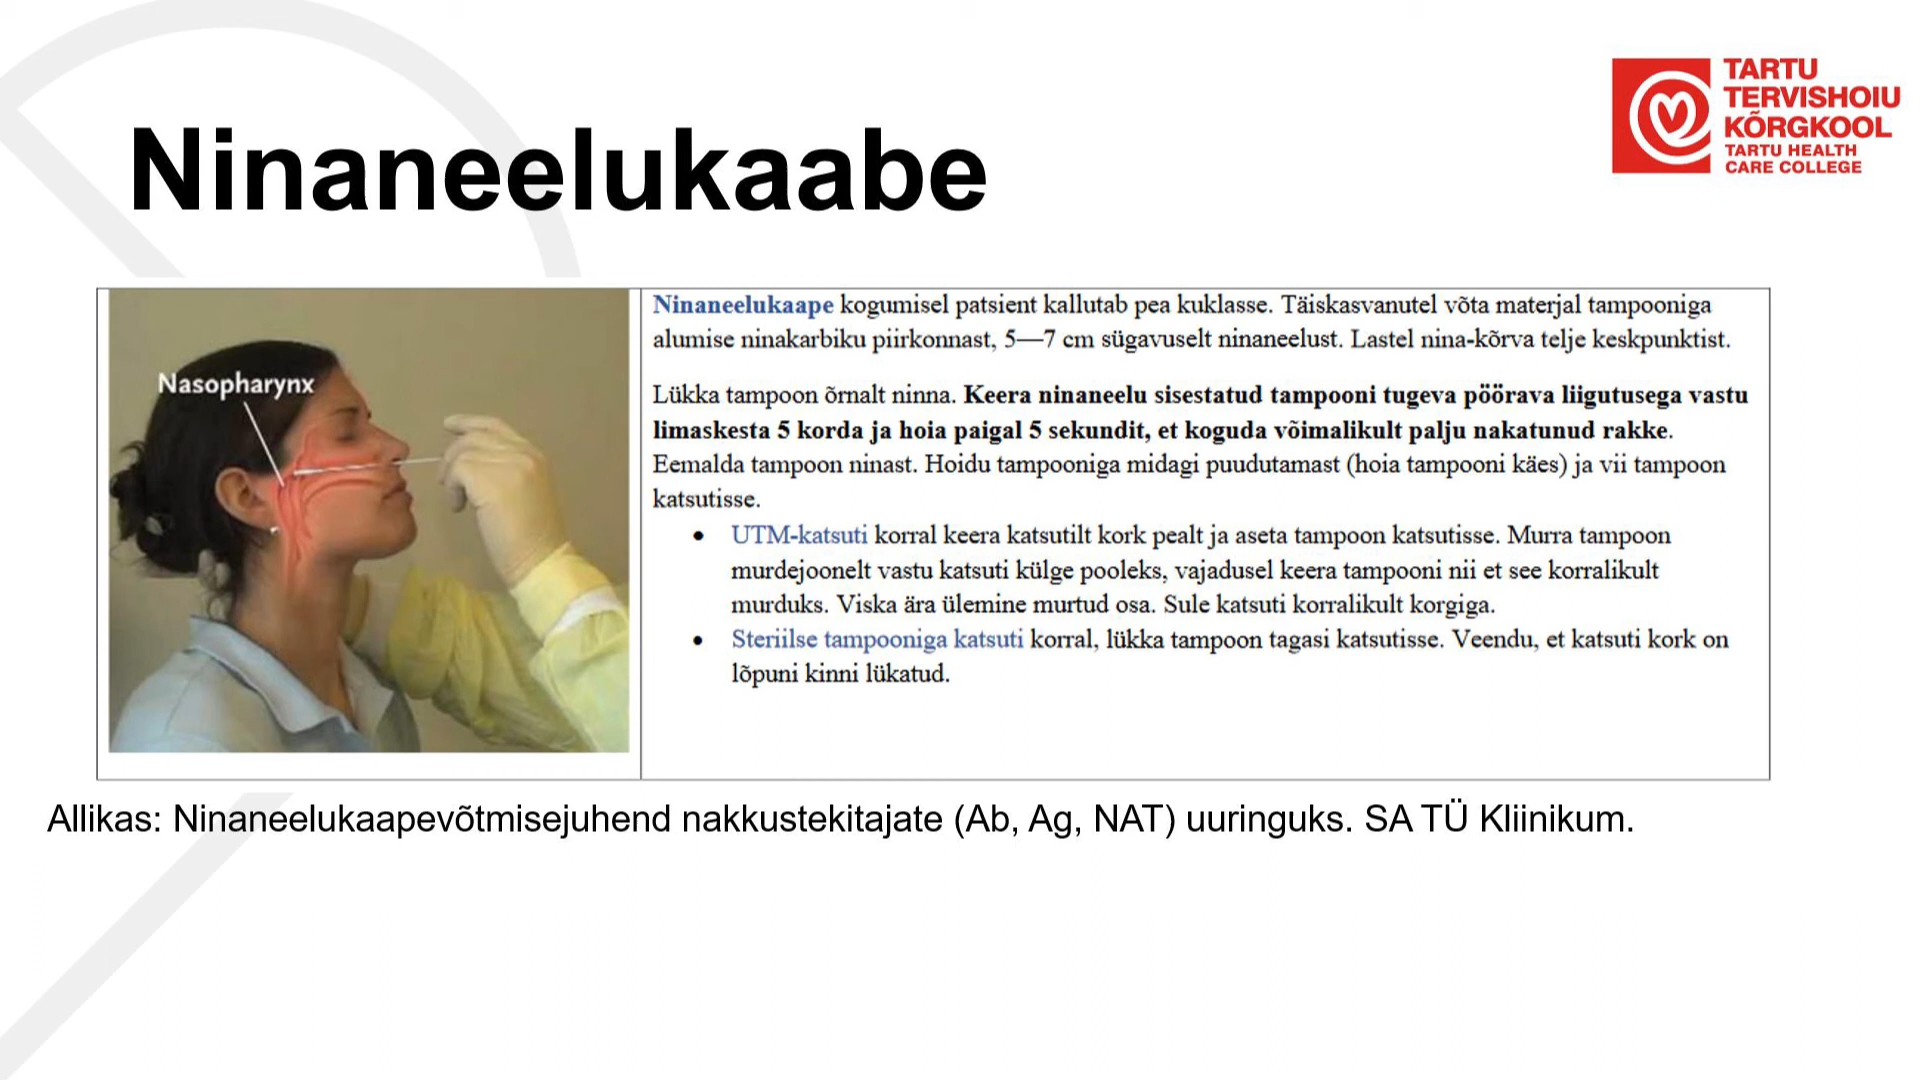 TARTU
TERVISHOIU
KÕRGKOOL
TARTU HEALTH
CARE COLLEGE
Ninaneelukaabe
Nasopharynx
Ninaneelukaape kogumisel patsient kallutab pea kuklasse. Täiskasvanutel võta materjal tampooniga
alumise ninakarbiku piirkonnast, 5—7 cm sügavuselt ninaneelust. Lastel nina-kõrva telje keskpunktist.
Lükka tampoon õrnalt ninna. Keera ninaneelu sisestatud tampooni tugeva pöörava liigutusega vastu
limaskesta 5 korda ja hoia paigal 5 sekundit, et koguda võimalikult palju nakatunud rakke.
Eemalda tampoon ninast. Hoidu tampooniga midagi puudutamast (hoia tampooni käes) ja vii tampoon
katsutisse.
• UTM-katsuti korral keera katsutilt kork pealt ja aseta tampoon katsutisse. Murra tampoon
murdejoonelt vastu katsuti külge pooleks, vajadusel keera tampooni nii et see korralikult
murduks. Viska ära ülemine murtud osa. Sule katsuti korralikult korgiga.
• Steriilse tampooniga katsuti korral, lükka tampoon tagasi katsutisse. Veendu, et katsuti kork on
lõpuni kinni lükatud.
Allikas: Ninaneelukaapevõtmisejuhend nakkustekitajate (Ab, Ag, NAT) uuringuks. SA TÜ Kliinikum.